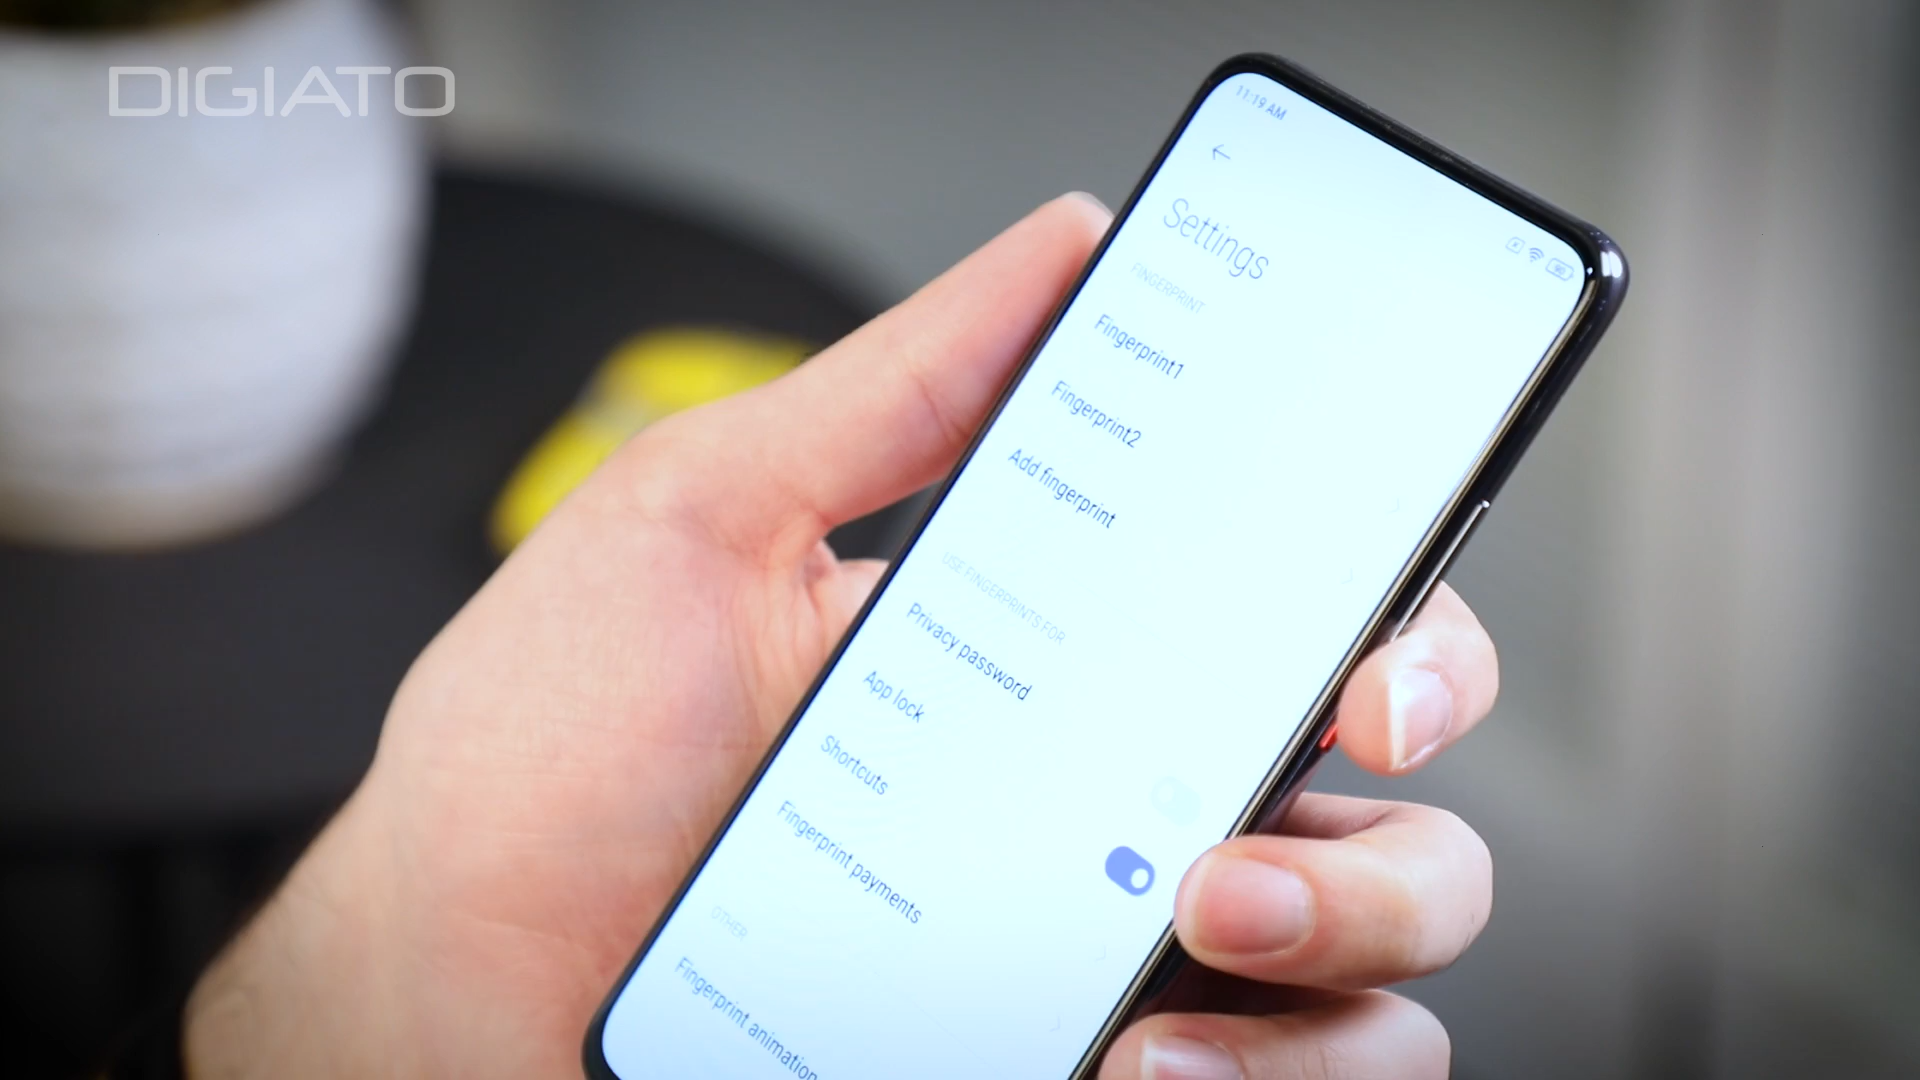 DIGIATO
11:19 AM
Settings
FINGERPRINT
Fingerprint1
Fingerprint2
Add fingerprint
USE FINGERPRINTS FOR
Privacy password
App lock
Shortcuts
Fingerprint payments
OTHER
Fingerprint animation